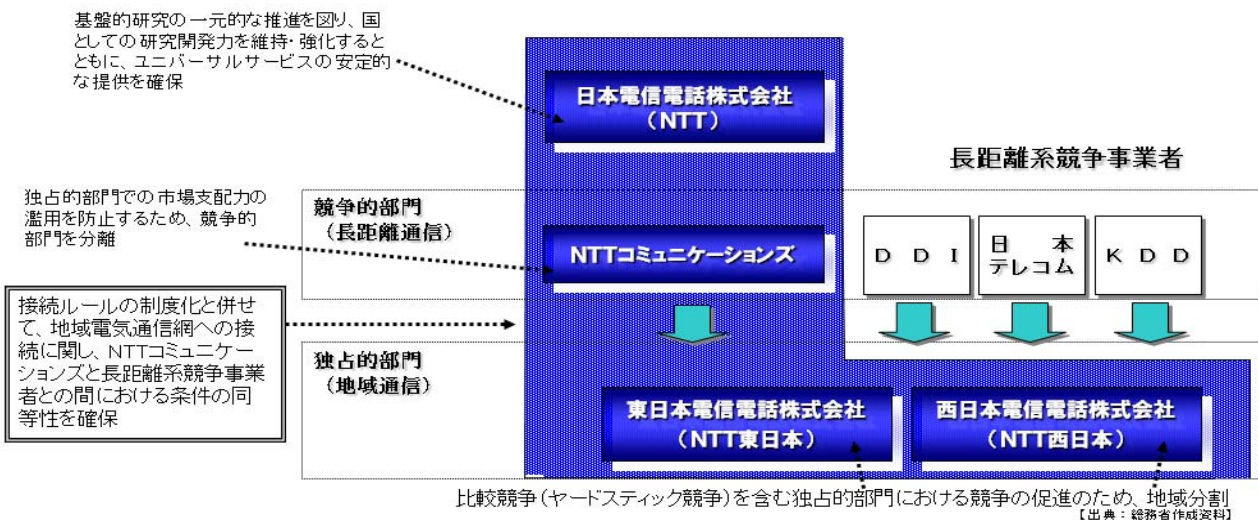 基盤的研究の一元的な推進を図り、国
としての研究開発力を維持・強化すると
ともに、ユニバーサルサービスの安定的
な提供を確保
日本電信電話株式会社
(NTT)
長距離系競争事業者
独占的部門での市場支配力の
濫用を防止するため、競争的
部門を分離
競争的部門
(長距離通信)
NTTコミュニケーションズ
DDI
日本
テレコム
KDD
接続ルールの制度化と併せ
て、地域電気通信網への接
続に関し、NTTコミュニケー
ションズと長距離系競争事業
者との間における条件の同
等性を確保
独占的部門
(地域通信)
東日本電信電話株式会社
(NTT東日本)
西日本電信電話株式会社
(NTT西日本)
比較競争(ヤードスティック競争)を含む独占的部門における競争の促進のため、地域分割
【出典:総務省作成資料】